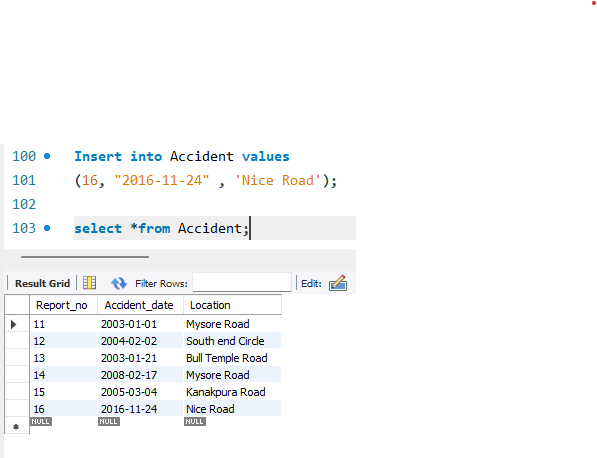 100 Insert into Accident values
101 (16, "2016-11-24" , 'Nice Road');
102
103 select *from Accident;
Result Grid Filter Rows: Edit:
Report_no Accident_date Location
11 2003-01-01 Mysore Road
12 2004-02-02 South end Circle
13 2003-01-21 Bull Temple Road
14 2008-02-17 Mysore Road
15 2005-03-04 Kanakpura Road
16 2016-11-24 Nice Road
NULL NULL NULL